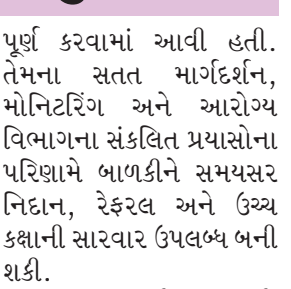 પૂર્ણ કરવામાં આવી હતી.
તેમના સતત માર્ગદર્શન,
મોનિટરિંગ અને આરોગ્ય
વિભાગના સંકલિત પ્રયાસોના
પરિણામે બાળકીને સમયસર
નિદાન, રેફરલ અને ઉચ્ચ
કક્ષાની સારવાર ઉપલબ્ધ બની
શકી.